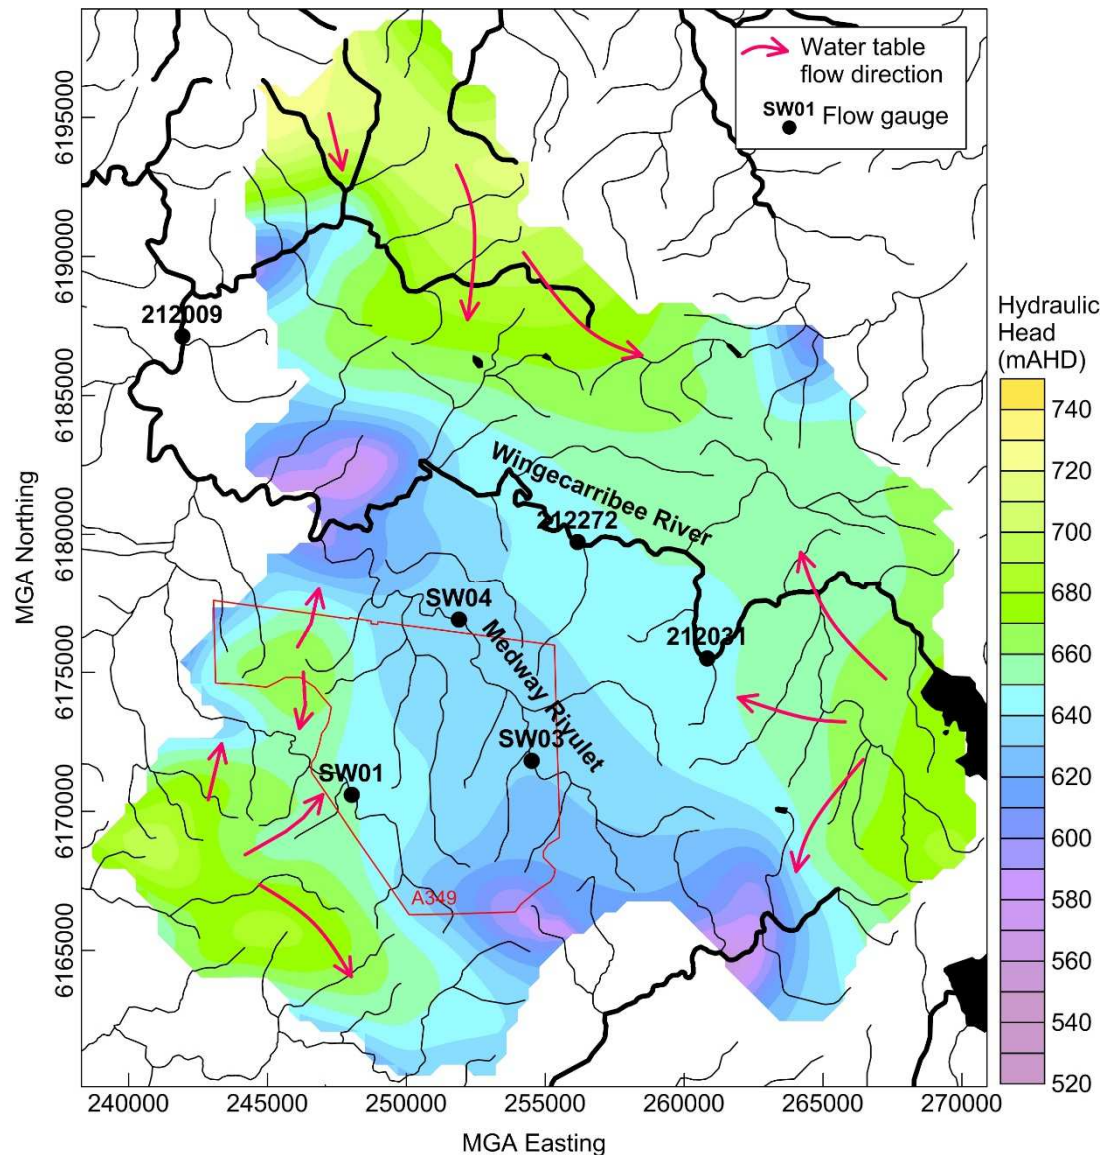 Water table
flow direction
SW01 Flow gauge
6195000
6190000
6185000
6180000
6175000
6170000
6165000
MGA Northing
212009
Wingecarribee River
212272
SW04
Medway Rivulet
212031
SW03
SW01
A349
Hydraulic
Head
(mAHD)
740
720
700
680
660
640
620
600
580
560
540
520
240000 245000 250000 255000 260000 265000 270000
MGA Easting